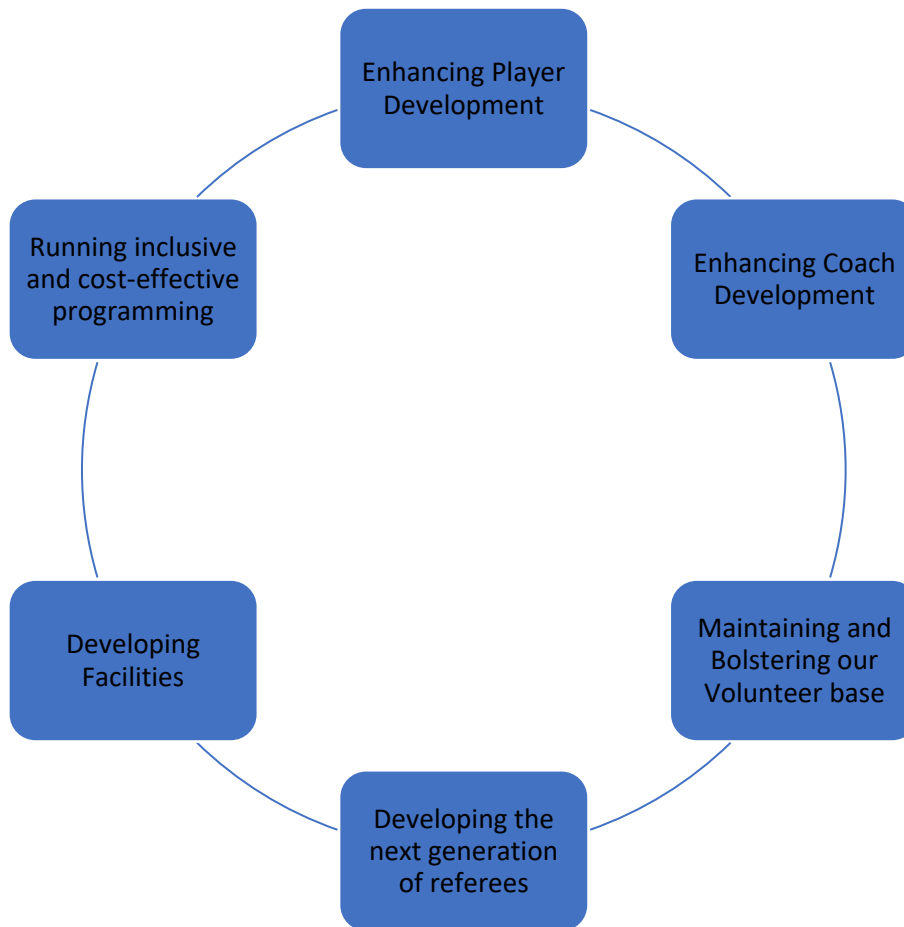 Enhancing Player
Development
Enhancing Coach
Development
Maintaining and
Bolstering our
Volunteer base
Developing the
next generation
of referees
Developing
Facilities
Running inclusive
and cost-effective
programming